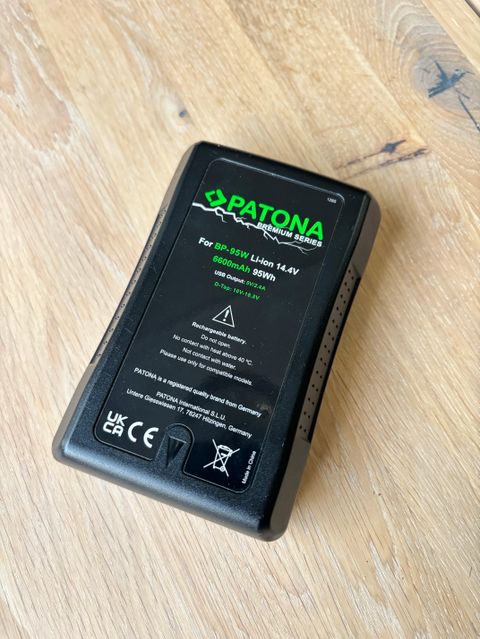 1288
PATONA
PREMIUM SERIES
For BP-95W Li-ion 14.4V
6600mAh 95Wh
USB Output: 5V/2.4A
D-Tap: 10V-16.8V
Rechargeable battery.
Do not open.
No contact with heat above 40 °C.
Not contact with water.
Please use only for compatible models.
PATONA is a registered quality brand from Germany
PATONA International S.L.U.
Untere Giesswiesen 17, 78247 Hilzingen, Germany
UK
CA CE
Made in China